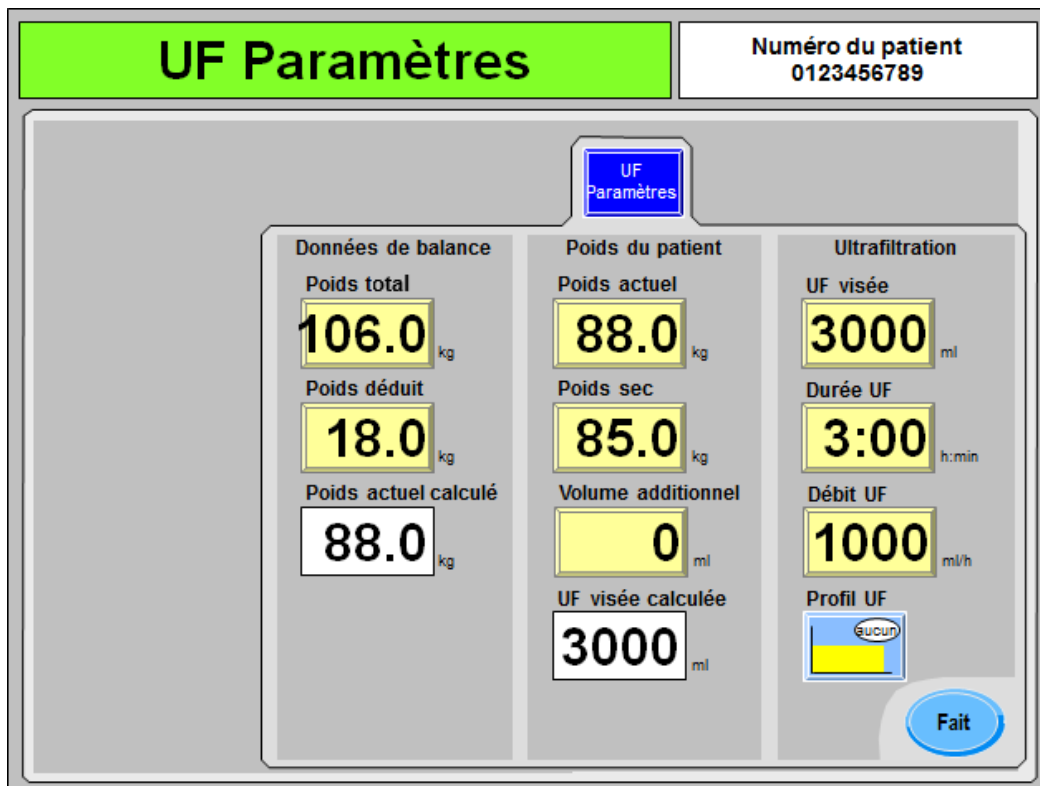 UF Paramètres
Numéro du patient
0123456789
UF
Paramètres
Données de balance
Poids total
106.0 kg
Poids déduit
18.0 kg
Poids actuel calculé
88.0 kg
Poids du patient
Poids actuel
88.0 kg
Poids sec
85.0 kg
Volume additionnel
0 ml
UF visée calculée
3000 ml
Ultrafiltration
UF visée
3000 ml
Durée UF
3:00 h:min
Débit UF
1000 ml/h
Profil UF
aucun
Fait